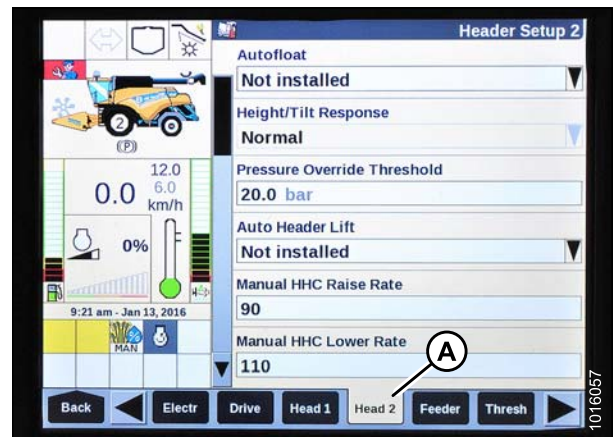 Header Setup 2
Autofloat
Not installed
Height/Tilt Response
Normal
Pressure Override Threshold
20.0 bar
Auto Header Lift
Not installed
Manual HHC Raise Rate
90
Manual HHC Lower Rate
110
2
(P)
12.0
0.0
6.0
km/h
0%
F
9:21 am - Jan 13, 2016
MAN
A
Back
Electr
Drive
Head 1
Head 2
Feeder
Thresh
1016057